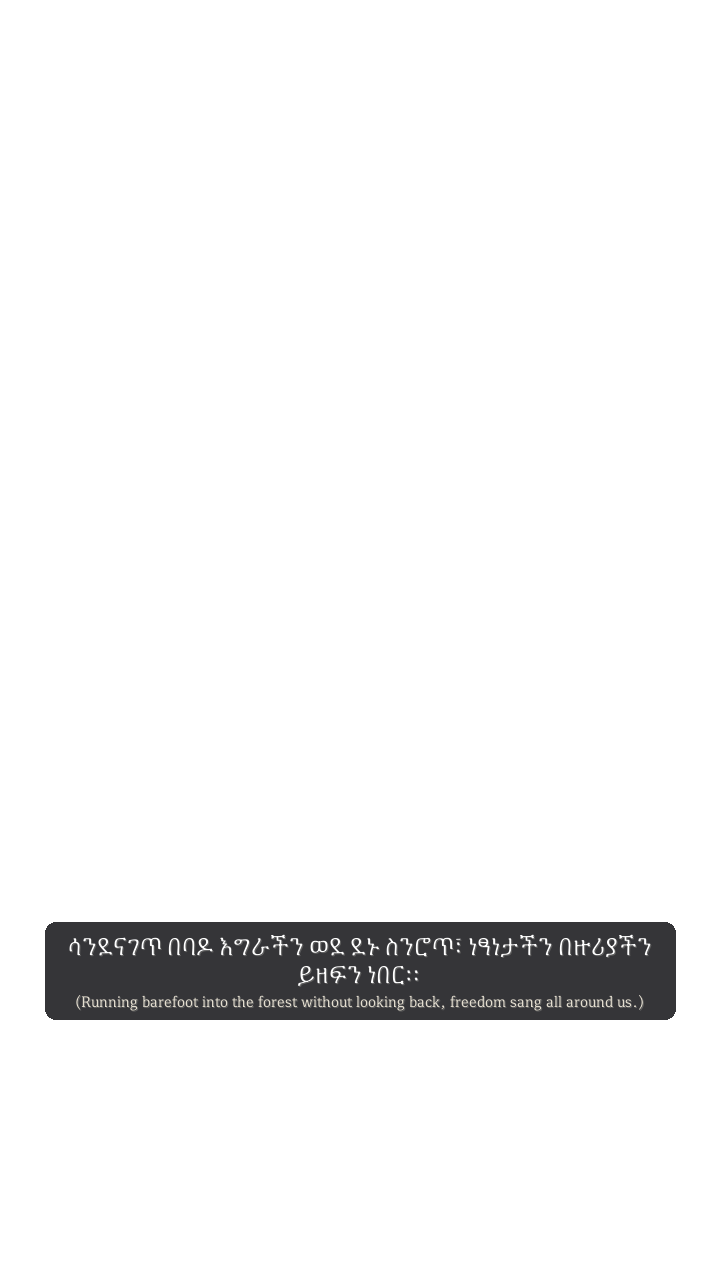 ሳንደናገጥ በባዶ እግራችን ወደ ደኑ ስንሮጥ፣ ነፃነታችን በዙሪያችን
ይዘፍን ነበር፡፡
(Running barefoot into the forest without looking back, freedom sang all around us.)